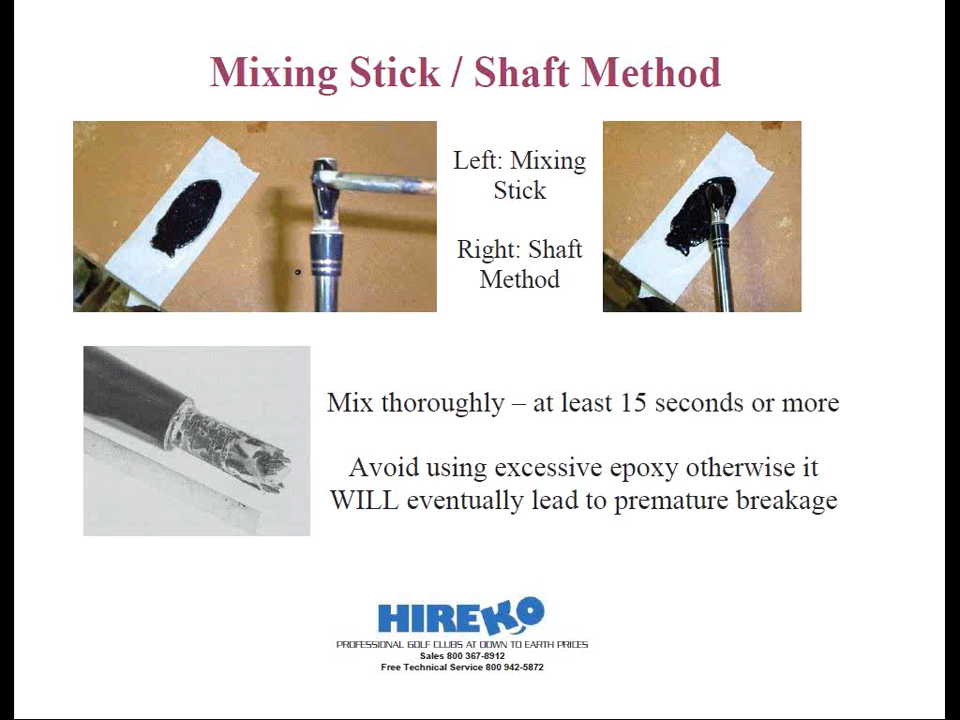 Mixing Stick / Shaft Method
Left: Mixing
Stick
Right: Shaft
Method
Mix thoroughly – at least 15 seconds or more
Avoid using excessive epoxy otherwise it
WILL eventually lead to premature breakage
HIREKO
PROFESSIONAL GOLF CLUBS AT DOWN TO EARTH PRICES
Sales 800 367-8912
Free Technical Service 800 942-5872